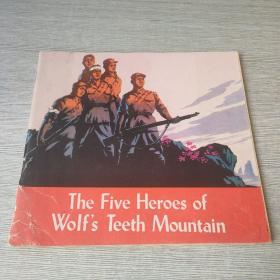 The Five Heroes of
Wolf's Teeth Mountain